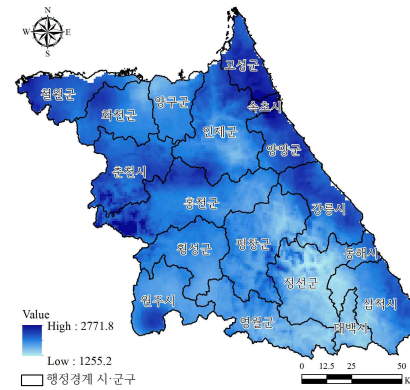 N
W E
S
고성군
철원군
속초시
화천군
양구군
인제군
양양군
춘천시
홍천군
강릉시
횡성군
평창군
동해시
정선군
삼척시
원주시
영월군
태백시
Value
High : 2771.8
Low : 1255.2
행정경계 시·군구
0 12.5 25 50
K